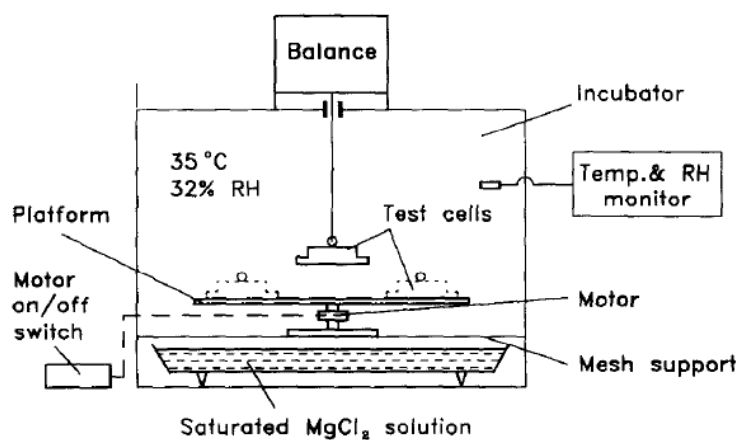 Balance
Incubator
35°C
32% RH
Temp.& RH
monitor
Platform
Test cells
Motor
on/off
switch
Motor
Mesh support
Saturated MgCl₂ solution